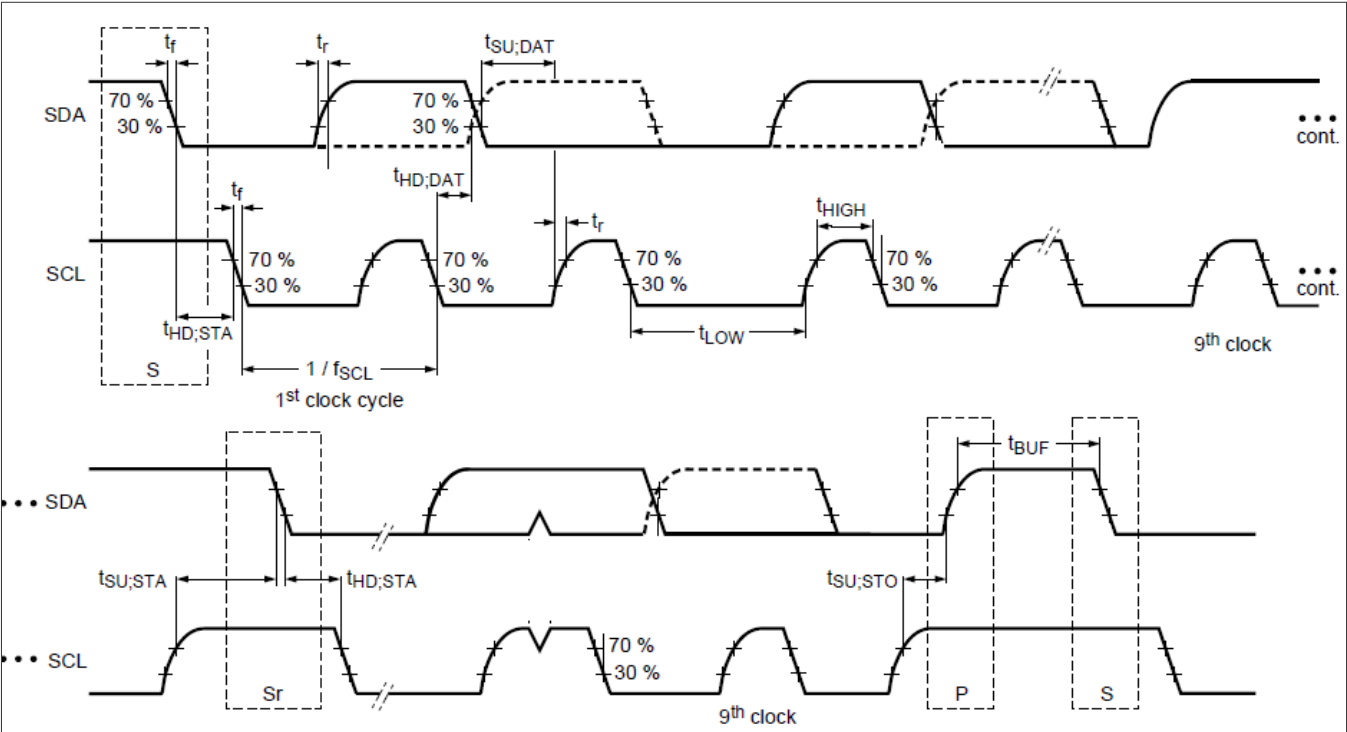 tf tr tSU;DAT
70 % 70 %
SDA
30 % 30 %
••• cont.
tHD;DAT
tf tr tHIGH
70 % 70 % 70 % 70 %
SCL
30 % 30 % 30 % 30 %
••• cont.
tHD;STA tLOW
9th clock
S 1 / fSCL
1st clock cycle
tBUF
••• SDA
tSU;STA tHD;STA tSU;STO
70 %
••• SCL
30 %
Sr P S
9th clock